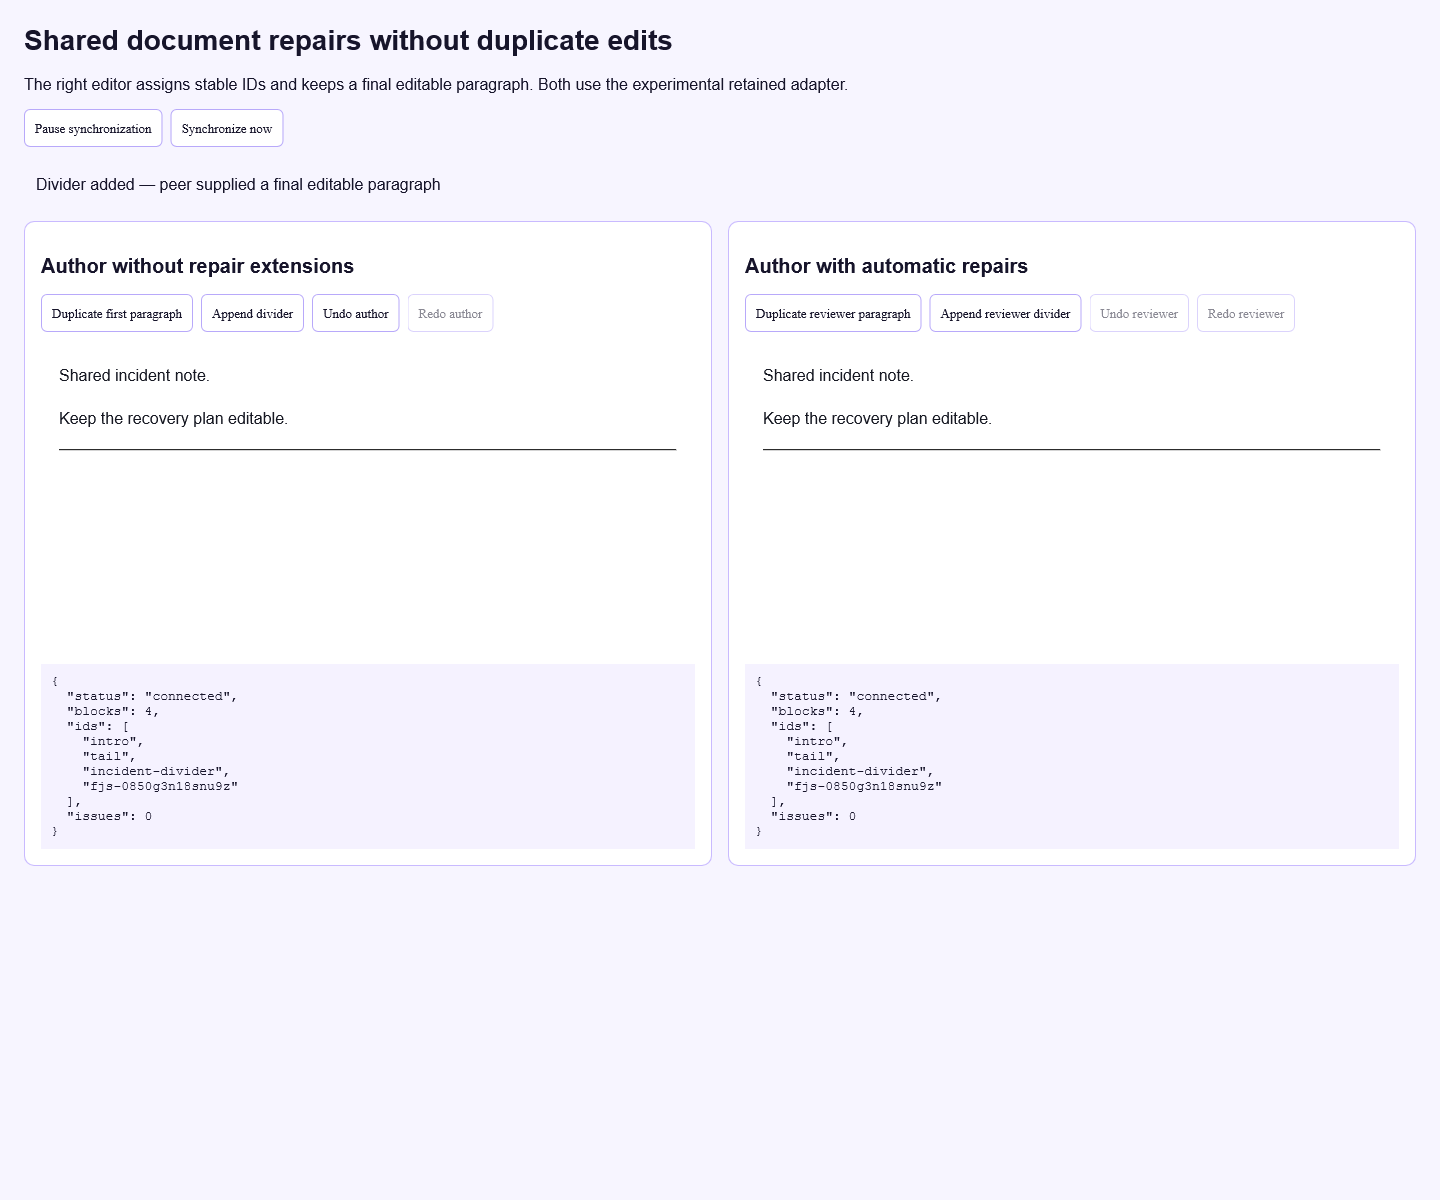 Shared document repairs without duplicate edits
The right editor assigns stable IDs and keeps a final editable paragraph. Both use the experimental retained adapter.
Pause synchronization
Synchronize now
Divider added — peer supplied a final editable paragraph
Author without repair extensions
Duplicate first paragraph
Append divider
Undo author
Redo author
Shared incident note.
Keep the recovery plan editable.
{
  "status": "connected",
  "blocks": 4,
  "ids": [
    "intro",
    "tail",
    "incident-divider",
    "fjs-0850g3n18snu9z"
  ],
  "issues": 0
}
Author with automatic repairs
Duplicate reviewer paragraph
Append reviewer divider
Undo reviewer
Redo reviewer
Shared incident note.
Keep the recovery plan editable.
{
  "status": "connected",
  "blocks": 4,
  "ids": [
    "intro",
    "tail",
    "incident-divider",
    "fjs-0850g3n18snu9z"
  ],
  "issues": 0
}